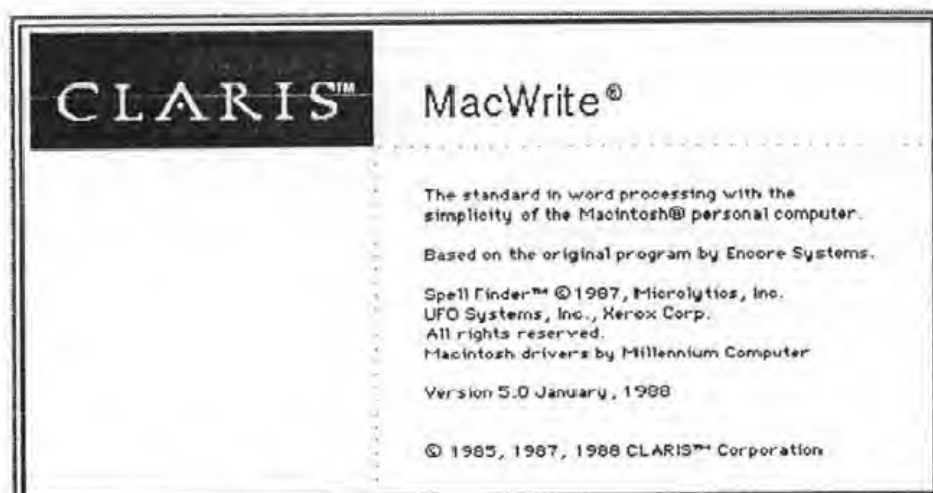 CLARIS™
MacWrite®
The standard in word processing with the
simplicity of the Macintosh® personal computer.
Based on the original program by Encore Systems.
Spell Finder™ ©1987, Microlytics, Inc.
UFO Systems, Inc., Xerox Corp.
All rights reserved.
Macintosh drivers by Millennium Computer
Version 5.0 January, 1988
© 1985, 1987, 1988 CLARIS™ Corporation